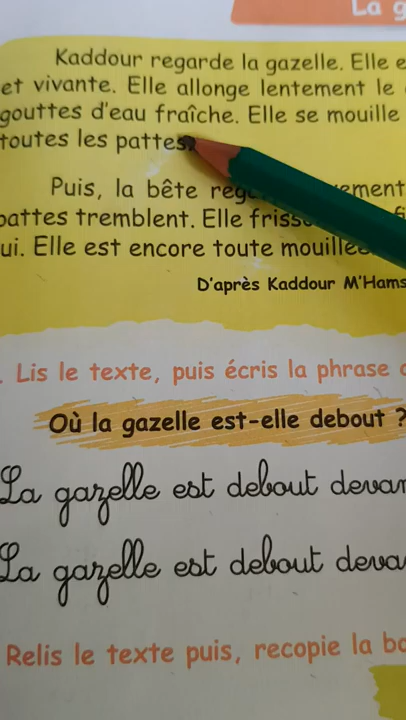 La g
Kaddour regarde la gazelle. Elle e
et vivante. Elle allonge lentement le
gouttes d'eau fraîche. Elle se mouille
toutes les pattes
Puis, la bête reg ement
pattes tremblent. Elle frisso fi
ui. Elle est encore toute mouillée
D'après Kaddour M'Hams
. Lis le texte, puis écris la phrase c
Où la gazelle est-elle debout ?
La gazelle est debout devan
La gazelle est debout deva
Relis le texte puis, recopie la bo